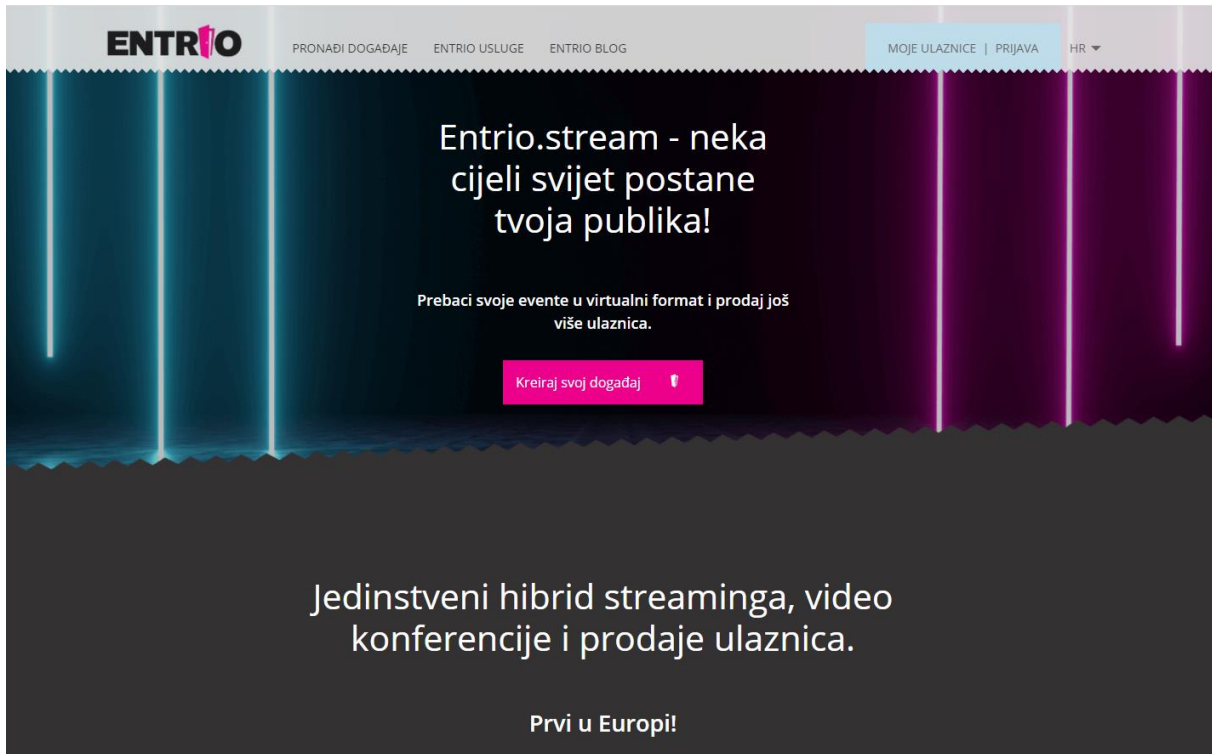 ENTRIO
PRONAĐI DOGAĐAJE
ENTRIO USLUGE
ENTRIO BLOG
MOJE ULAZNICE | PRIJAVA
HR
Entrio.stream - neka
cijeli svijet postane
tvoja publika!
Prebaci svoje evente u virtualni format i prodaj još
više ulaznica.
Kreiraj svoj događaj
Jedinstveni hibrid streaminga, video
konferencije i prodaje ulaznica.
Prvi u Europi!